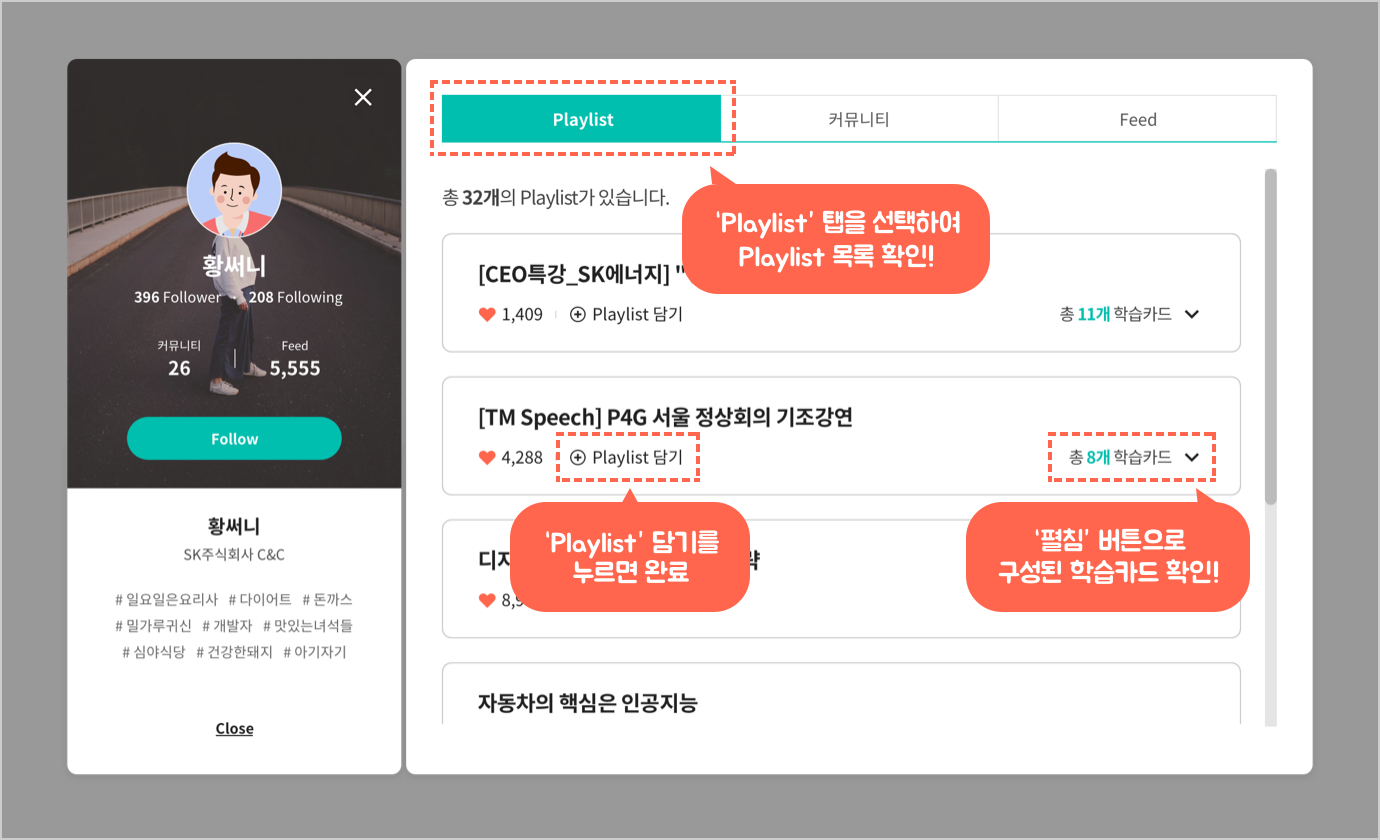 황써니
396 Follower 208 Following
커뮤니티 Feed
26 5,555
Follow
황써니
SK주식회사 C&C
# 일요일은요리사 # 다이어트 # 돈까스
# 밀가루귀신 # 개발자 # 맛있는녀석들
# 심야식당 # 건강한돼지 # 아기자기
Close
Playlist 커뮤니티 Feed
총 32개의 Playlist가 있습니다.
‘Playlist’ 탭을 선택하여
Playlist 목록 확인!
[CEO특강_SK에너지] "
1,409 Playlist 담기 총 11개 학습카드
[TM Speech] P4G 서울 정상회의 기조강연
4,288 Playlist 담기 총 8개 학습카드
‘Playlist’ 담기를
누르면 완료
‘펼침’ 버튼으로
구성된 학습카드 확인!
자동차의 핵심은 인공지능